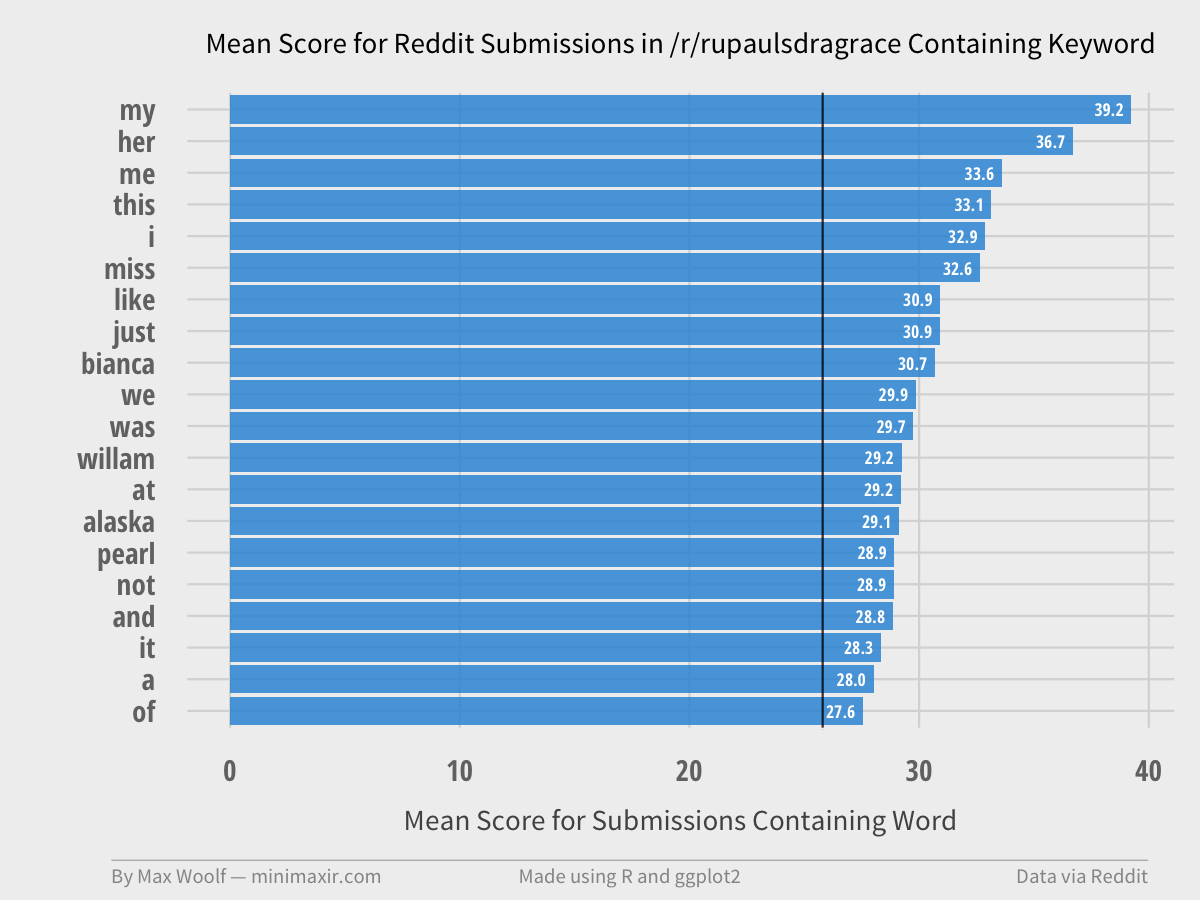 Mean Score for Reddit Submissions in /r/rupaulsdragrace Containing Keyword
my 39.2
her 36.7
me 33.6
this 33.1
i 32.9
miss 32.6
like 30.9
just 30.9
bianca 30.7
we 29.9
was 29.7
willam 29.2
at 29.2
alaska 29.1
pearl 28.9
not 28.9
and 28.8
it 28.3
a 28.0
of 27.6
0 10 20 30 40
Mean Score for Submissions Containing Word
By Max Woolf — minimaxir.com Made using R and ggplot2 Data via Reddit